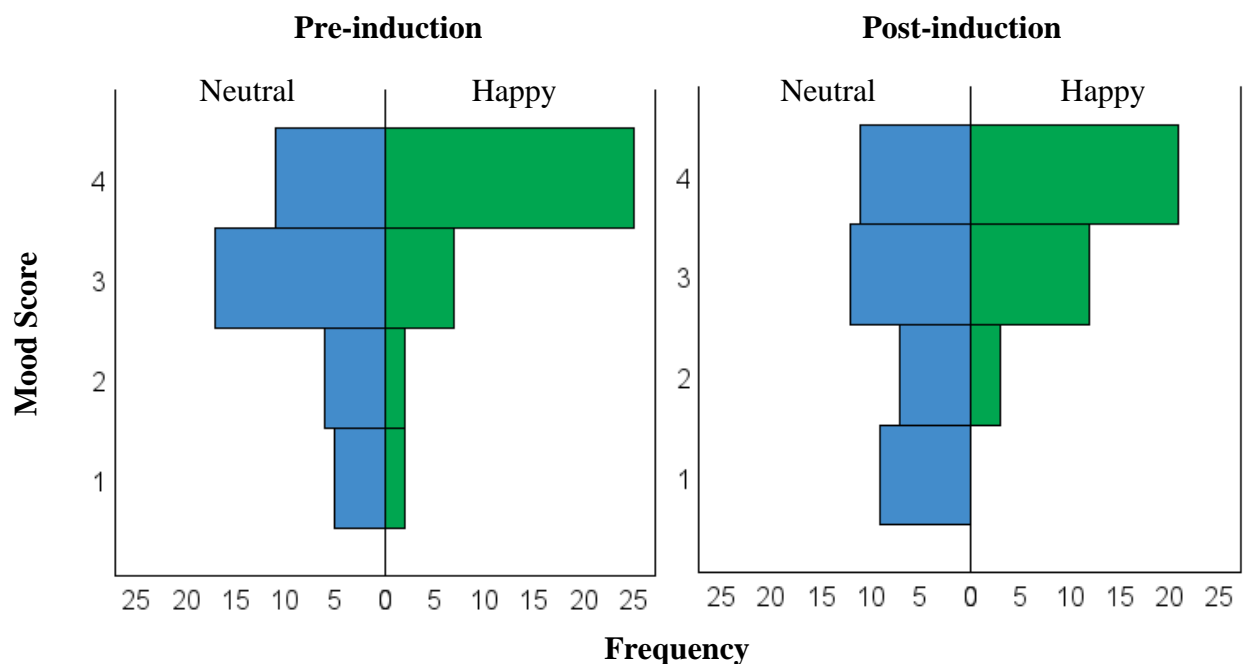 Pre-induction Post-induction
Neutral Happy Neutral Happy
4 4
3 3
2 2
1 1
Mood Score
25 20 15 10 5 0 5 10 15 20 25 25 20 15 10 5 0 5 10 15 20 25
Frequency